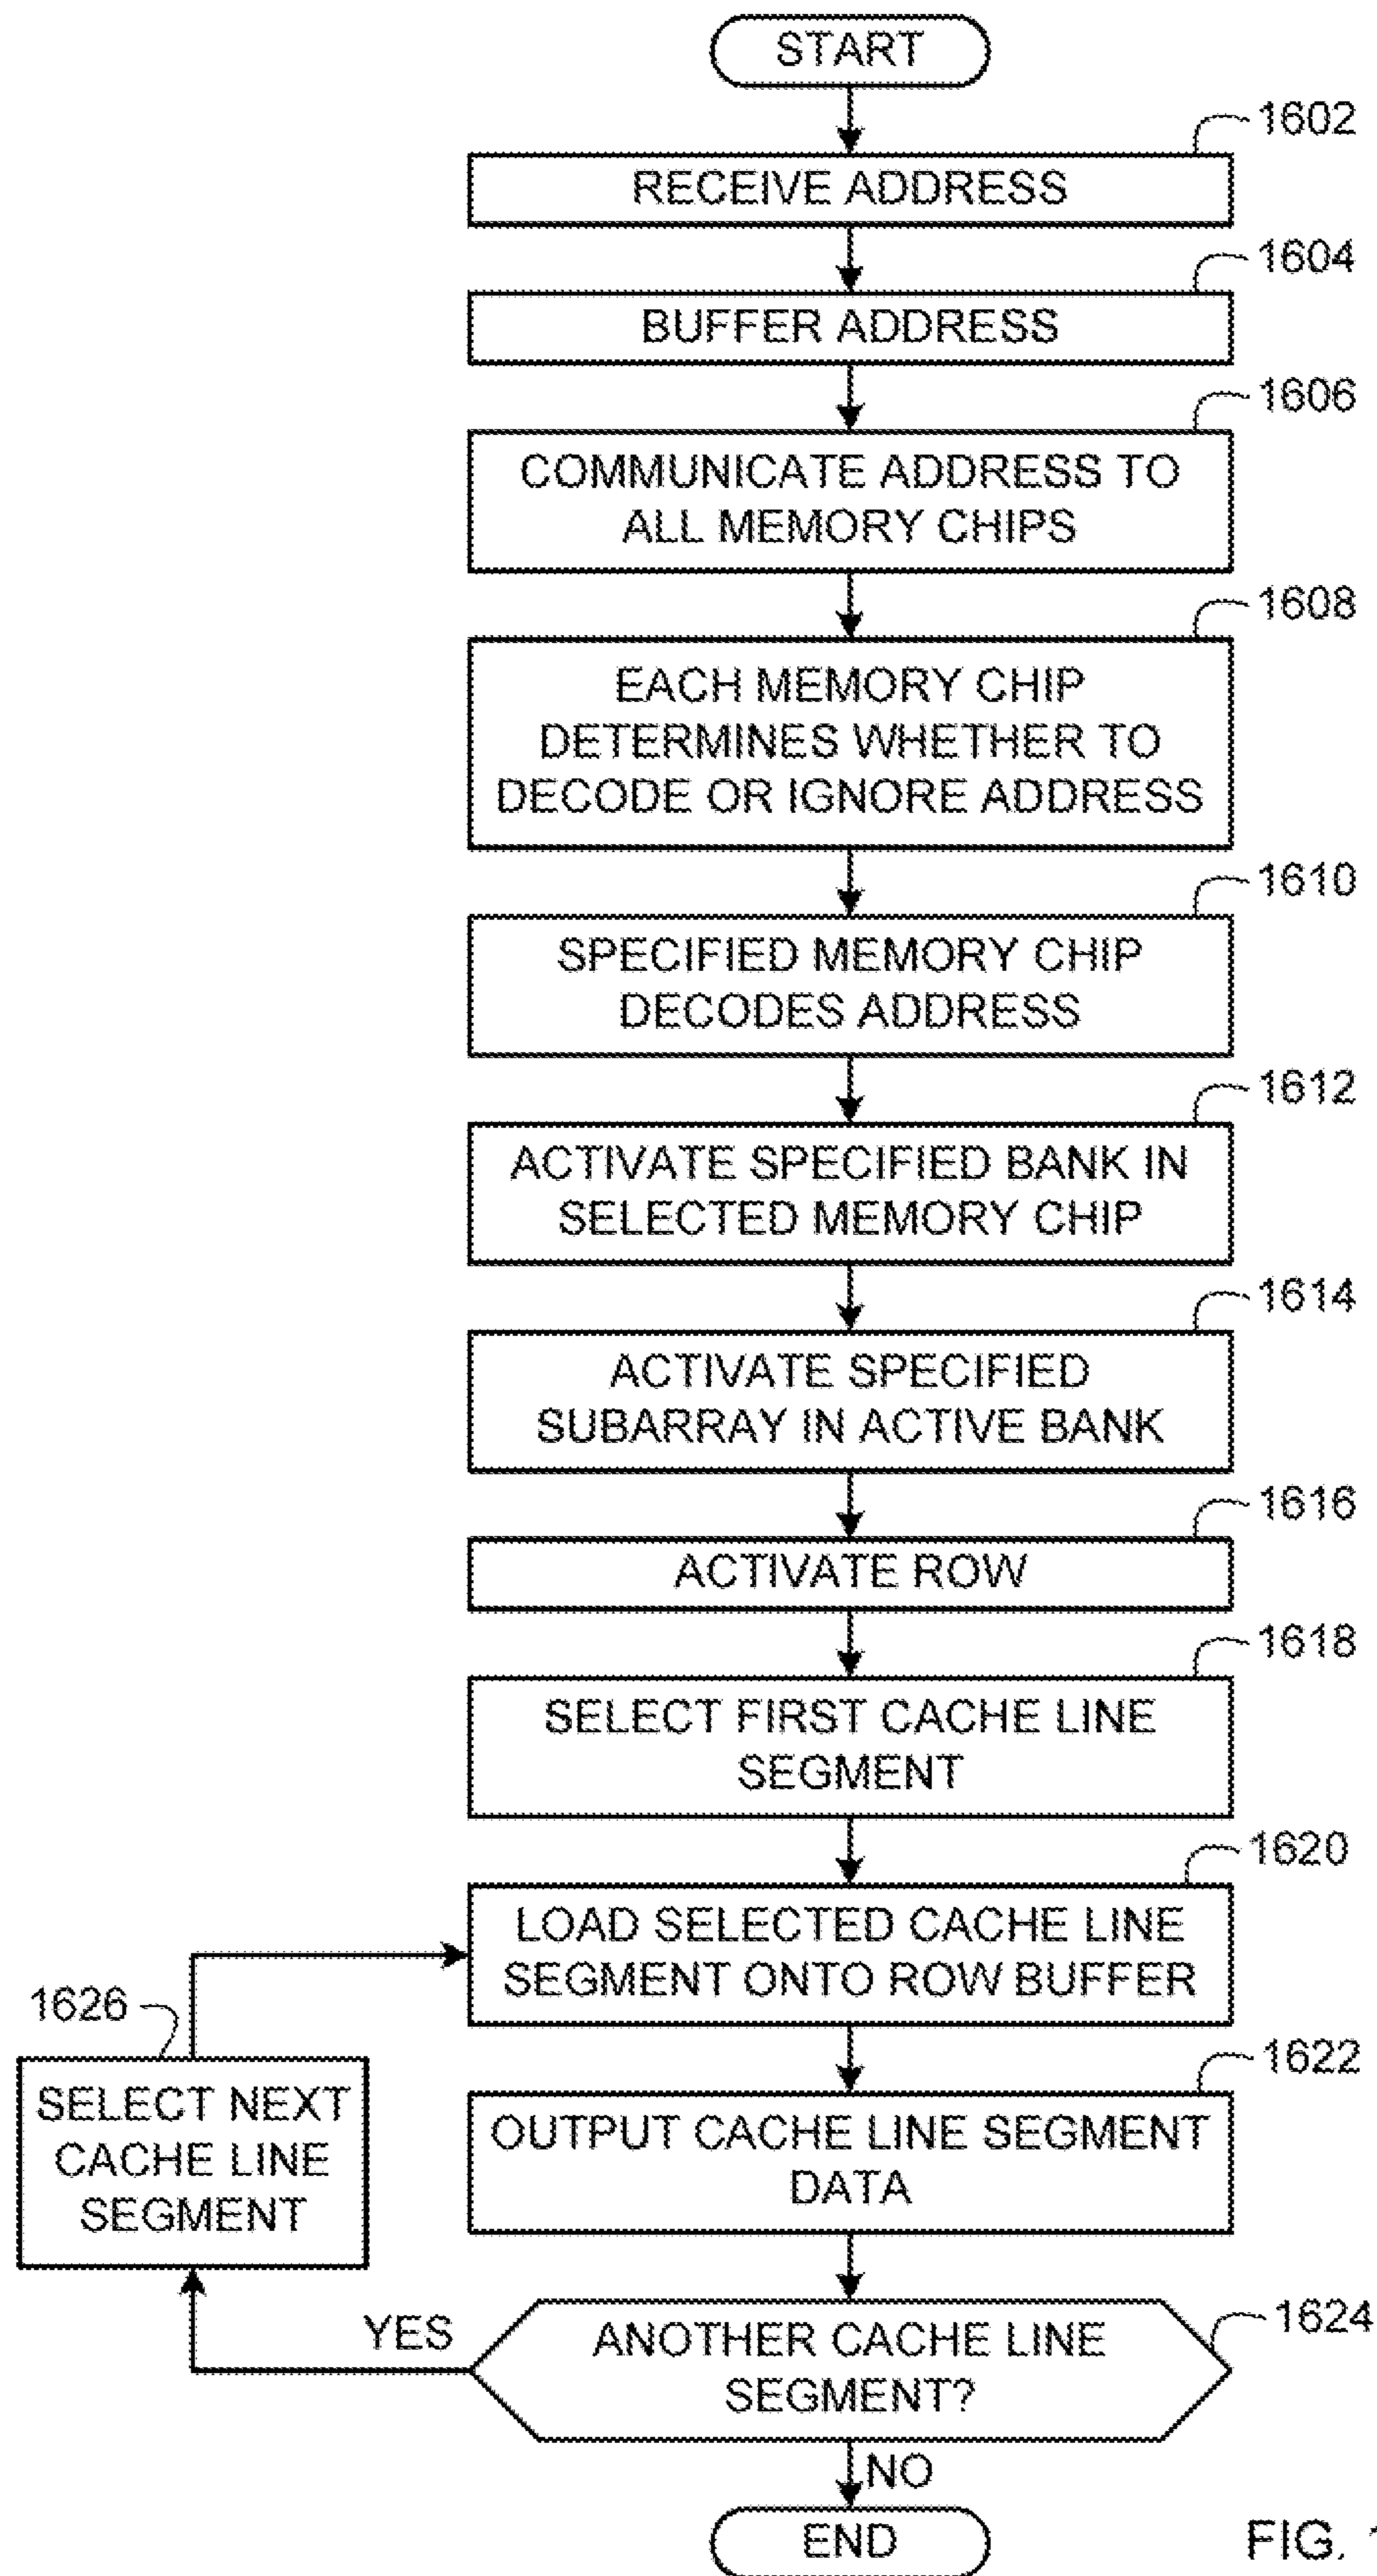 START
1602
RECEIVE ADDRESS
1604
BUFFER ADDRESS
1606
COMMUNICATE ADDRESS TO
ALL MEMORY CHIPS
1608
EACH MEMORY CHIP
DETERMINES WHETHER TO
DECODE OR IGNORE ADDRESS
1610
SPECIFIED MEMORY CHIP
DECODES ADDRESS
1612
ACTIVATE SPECIFIED BANK IN
SELECTED MEMORY CHIP
1614
ACTIVATE SPECIFIED
SUBARRAY IN ACTIVE BANK
1616
ACTIVATE ROW
1618
SELECT FIRST CACHE LINE
SEGMENT
1620
LOAD SELECTED CACHE LINE
SEGMENT ONTO ROW BUFFER
1626
SELECT NEXT
CACHE LINE
SEGMENT
1622
OUTPUT CACHE LINE SEGMENT
DATA
1624
YES
ANOTHER CACHE LINE
SEGMENT?
NO
END
FIG.